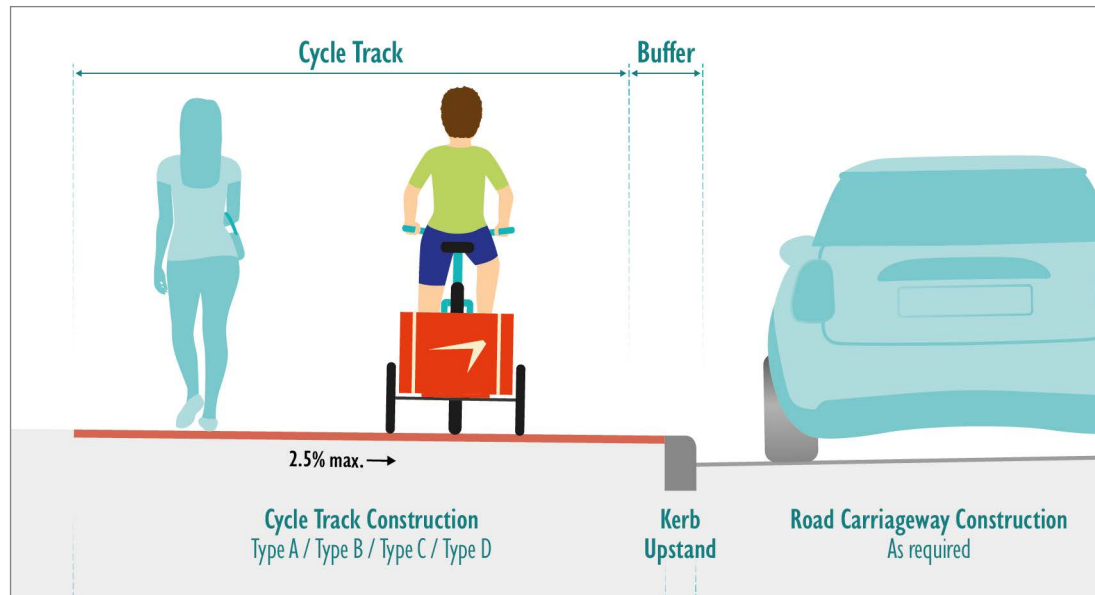 Cycle Track
Buffer
2.5% max.
Cycle Track Construction
Type A / Type B / Type C / Type D
Kerb
Upstand
Road Carriageway Construction
As required